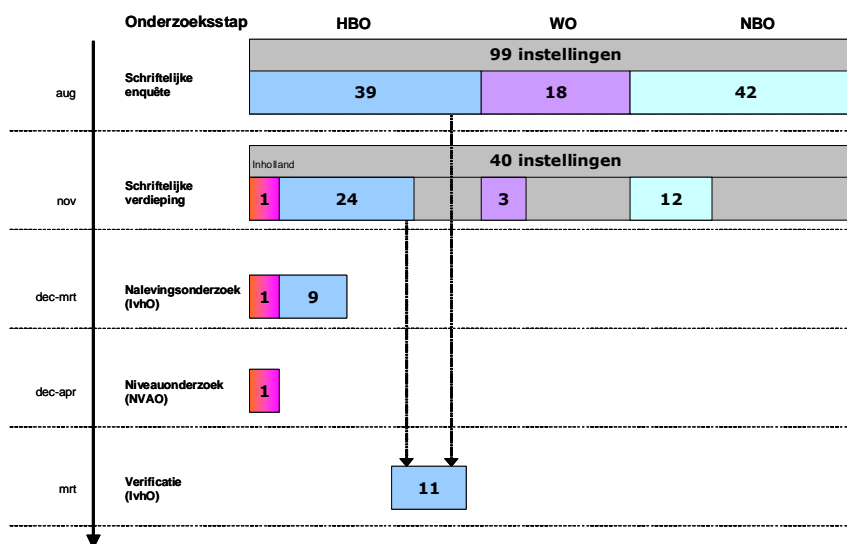 Onderzoeksstap HBO WO NBO
99 instellingen
aug Schriftelijke enquête 39 18 42
40 instellingen
Inholland
nov Schriftelijke verdieping 1 24 3 12
dec-mrt Nalevingsonderzoek (IvhO) 1 9
dec-apr Niveauonderzoek (NVAO) 1
mrt Verificatie (IvhO) 11